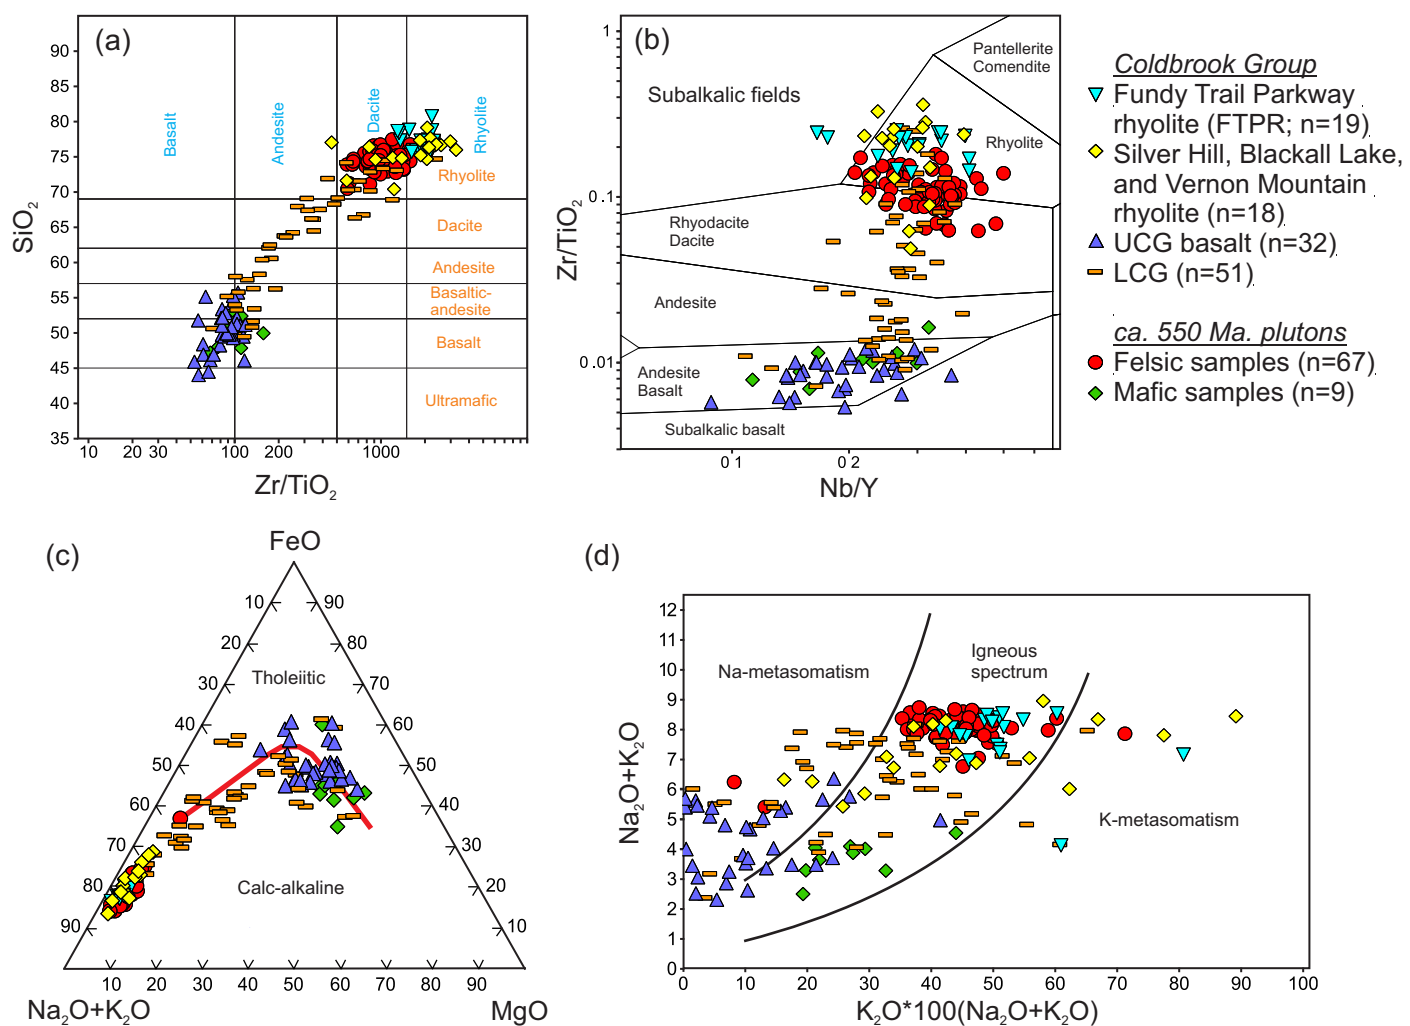 (a)
SiO₂
90
85
80
75
70
65
60
55
50
45
40
35
Basalt
Andesite
Dacite
Rhyolite
Rhyolite
Dacite
Andesite
Basaltic-
andesite
Basalt
Ultramafic
10 20 30 100 200 1000
Zr/TiO₂
(b)
Zr/TiO₂
1
0.1
0.01
Subalkalic fields
Pantellerite
Comendite
Rhyolite
Rhyodacite
Dacite
Andesite
Andesite
Basalt
Subalkalic basalt
0 1 0 2
Nb/Y
Coldbrook Group
Fundy Trail Parkway
rhyolite (FTPR; n=19)
Silver Hill, Blackall Lake,
and Vernon Mountain
rhyolite (n=18)
UCG basalt (n=32)
LCG (n=51)
ca. 550 Ma. plutons
Felsic samples (n=67)
Mafic samples (n=9)
(c)
FeO
10 90
20 80
Tholeiitic
30 70
40 60
50 50
60 40
70 30
Calc-alkaline
80 20
90 10
10 20 30 40 50 60 70 80 90
Na₂O+K₂O MgO
(d)
Na₂O+K₂O
12
11
10
9
8
7
6
5
4
3
2
1
0
Na-metasomatism
Igneous
spectrum
K-metasomatism
0 10 20 30 40 50 60 70 80 90 100
K₂O*100(Na₂O+K₂O)